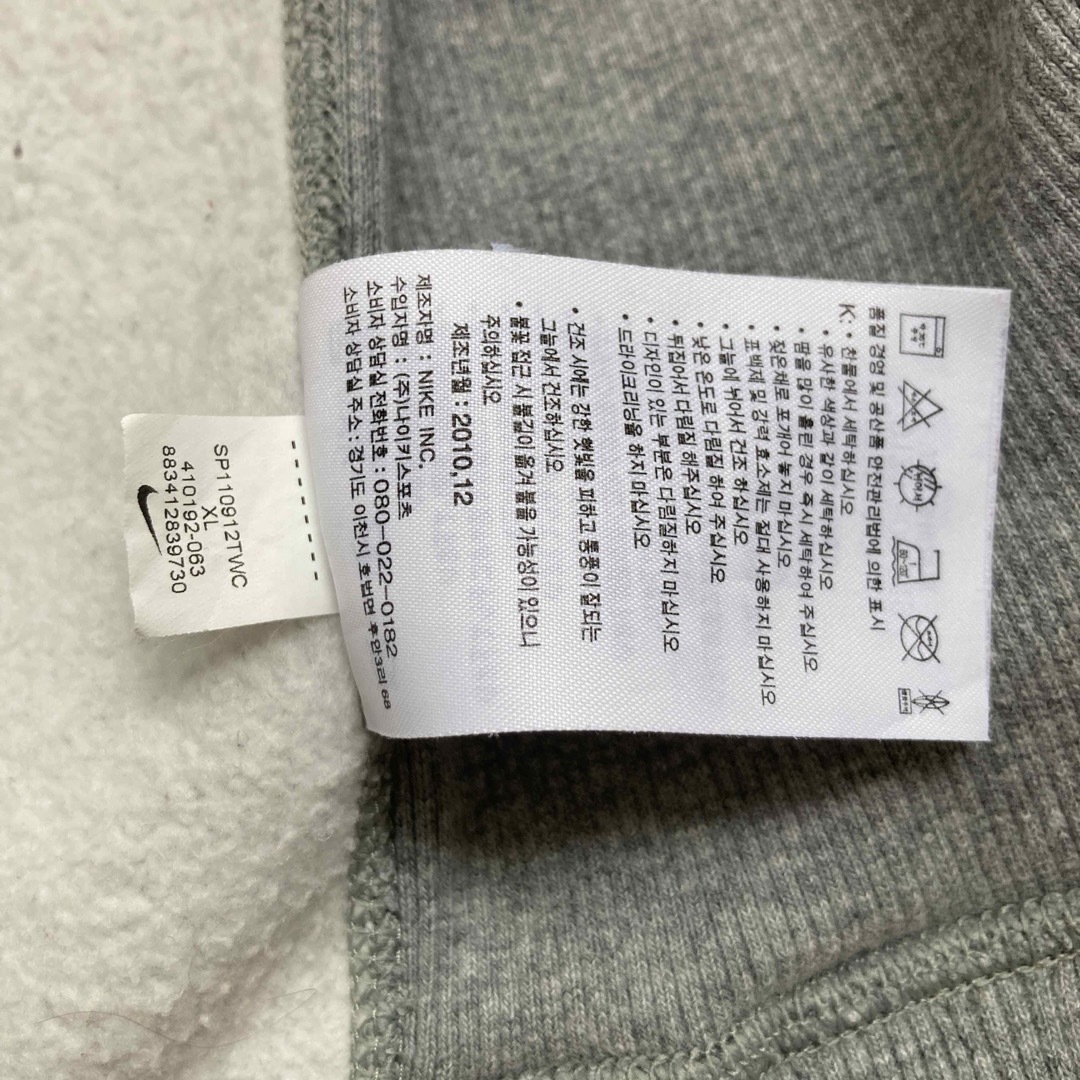 품질 경영 및 공산품 안전관리법에 의한 표시
K: • 찬물에서 세탁하십시오
• 유사한 색상과 같이 세탁하십시오
• 땀을 많이 흘린 경우 즉시 세탁하여 주십시오
• 젖은채로 포개어 놓지 마십시오
• 표백제 및 강력 효소제는 절대 사용하지 마십시오
• 그늘에 뉘어서 건조 하십시오
• 낮은 온도로 다림질 하여 주십시오
• 뒤집어서 다림질 해주십시오
• 디자인이 있는 부분은 다림질하지 마십시오
• 드라이크리닝을 하지 마십시오
• 건조 시에는 강한 햇빛을 피하고 통풍이 잘되는
그늘에서 건조하십시오
• 불꽃 접근 시 불길이 옮겨 붙을 가능성이 있으니
주의하십시오
제조년월 : 2010.12
제조자명 : NIKE INC.
수입자명 : (주)나이키스포츠
소비자 상담실 전화번호 : 080-022-0182
소비자 상담실 주소 : 경기도 이천시 호법면 후안3리 68
SP110912TWC
XL
410192-063
883412839730